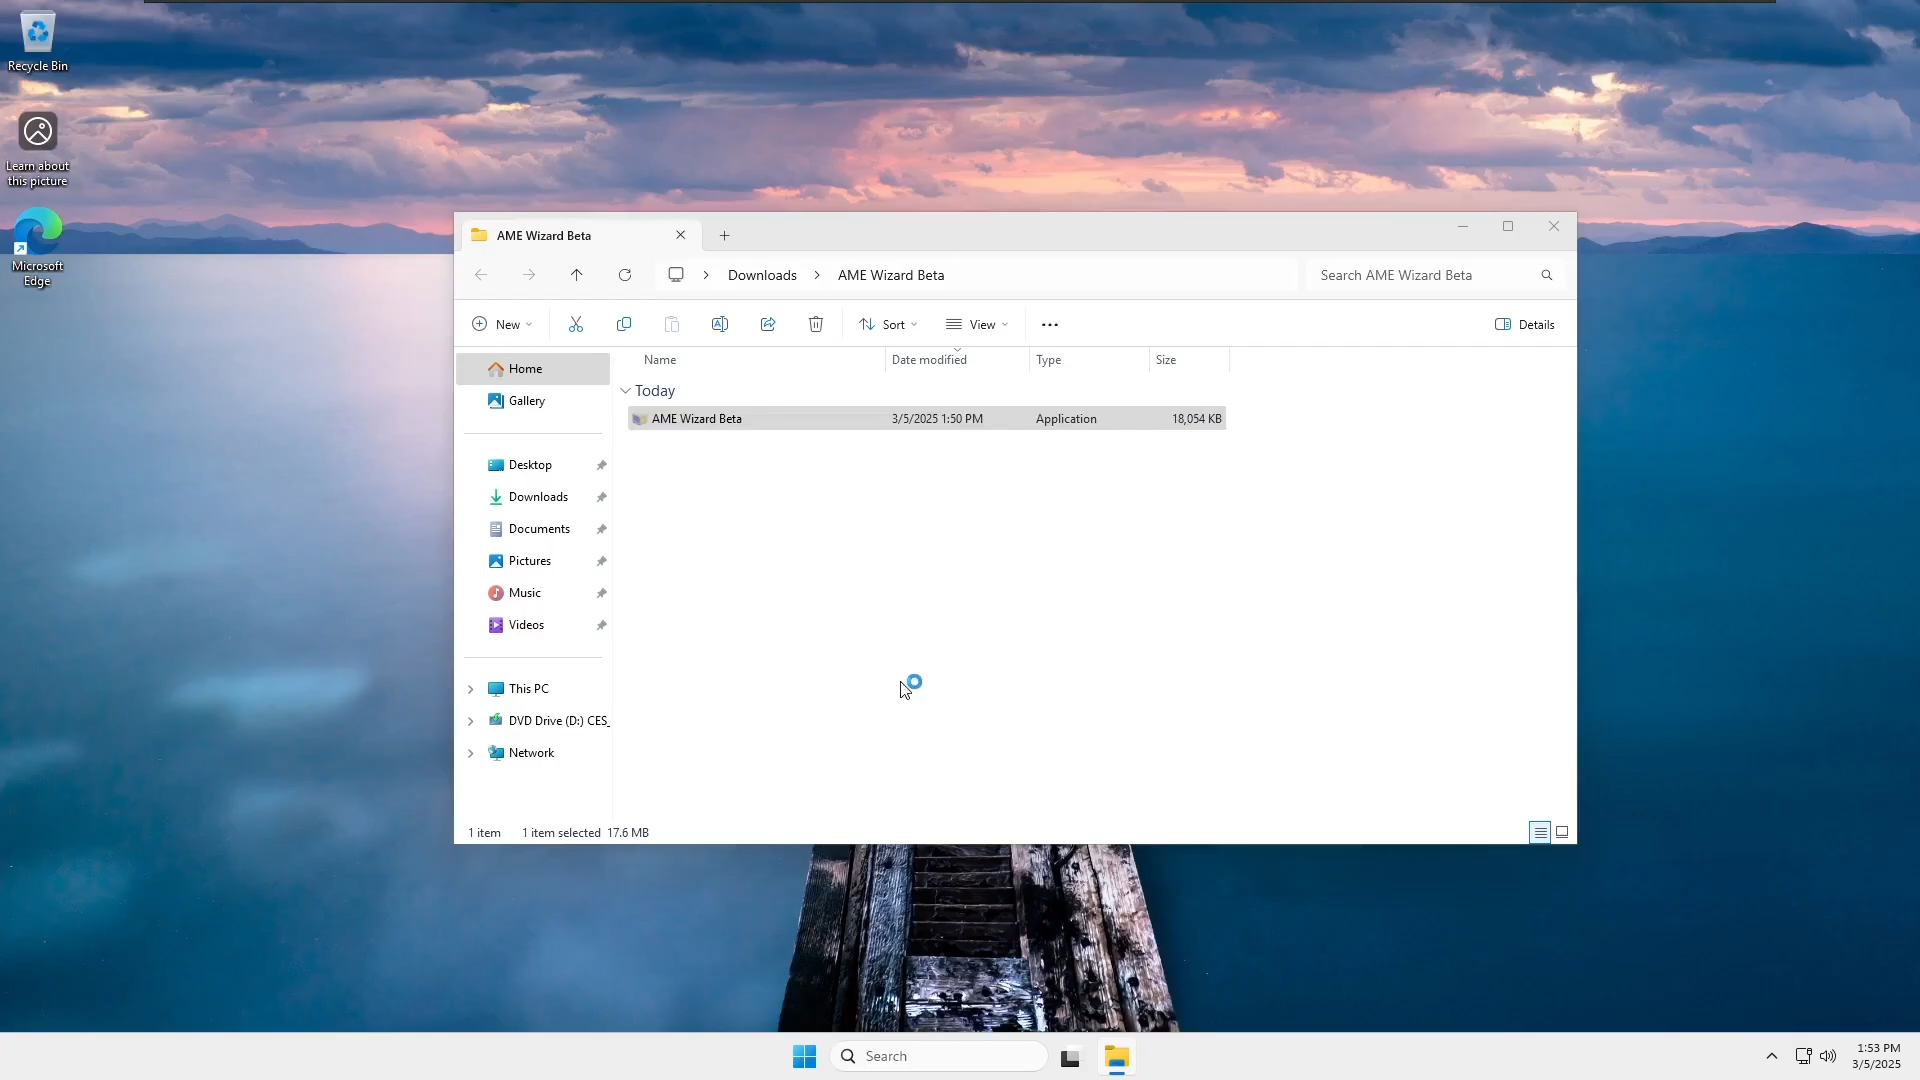 Recycle Bin
Learn about
this picture
Microsoft
Edge
AME Wizard Beta
Downloads
AME Wizard Beta
Search AME Wizard Beta
New
Sort
View
Details
Home
Gallery
Desktop
Downloads
Documents
Pictures
Music
Videos
This PC
DVD Drive (D:) CES_
Network
Name Date modified Type Size
Today
AME Wizard Beta 3/5/2025 1:50 PM Application 18,054 KB
1 item 1 item selected 17.6 MB
Search
1:53 PM
3/5/2025